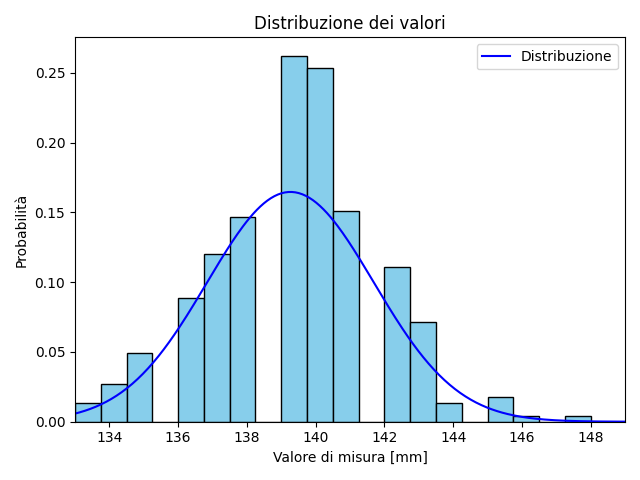 Distribuzione dei valori
Distribuzione
Probabilità
0.25
0.20
0.15
0.10
0.05
0.00
134 136 138 140 142 144 146 148
Valore di misura [mm]